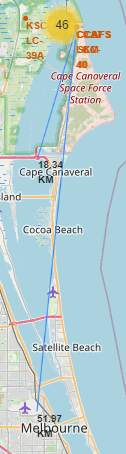 46
KSC
LC-
39A
CCAFS
SLC-
40
Cape Canaveral
Space Force
Station
18.34
KM
Cape Canaveral
sland
Cocoa Beach
Satellite Beach
51.97
KM
Melbourne